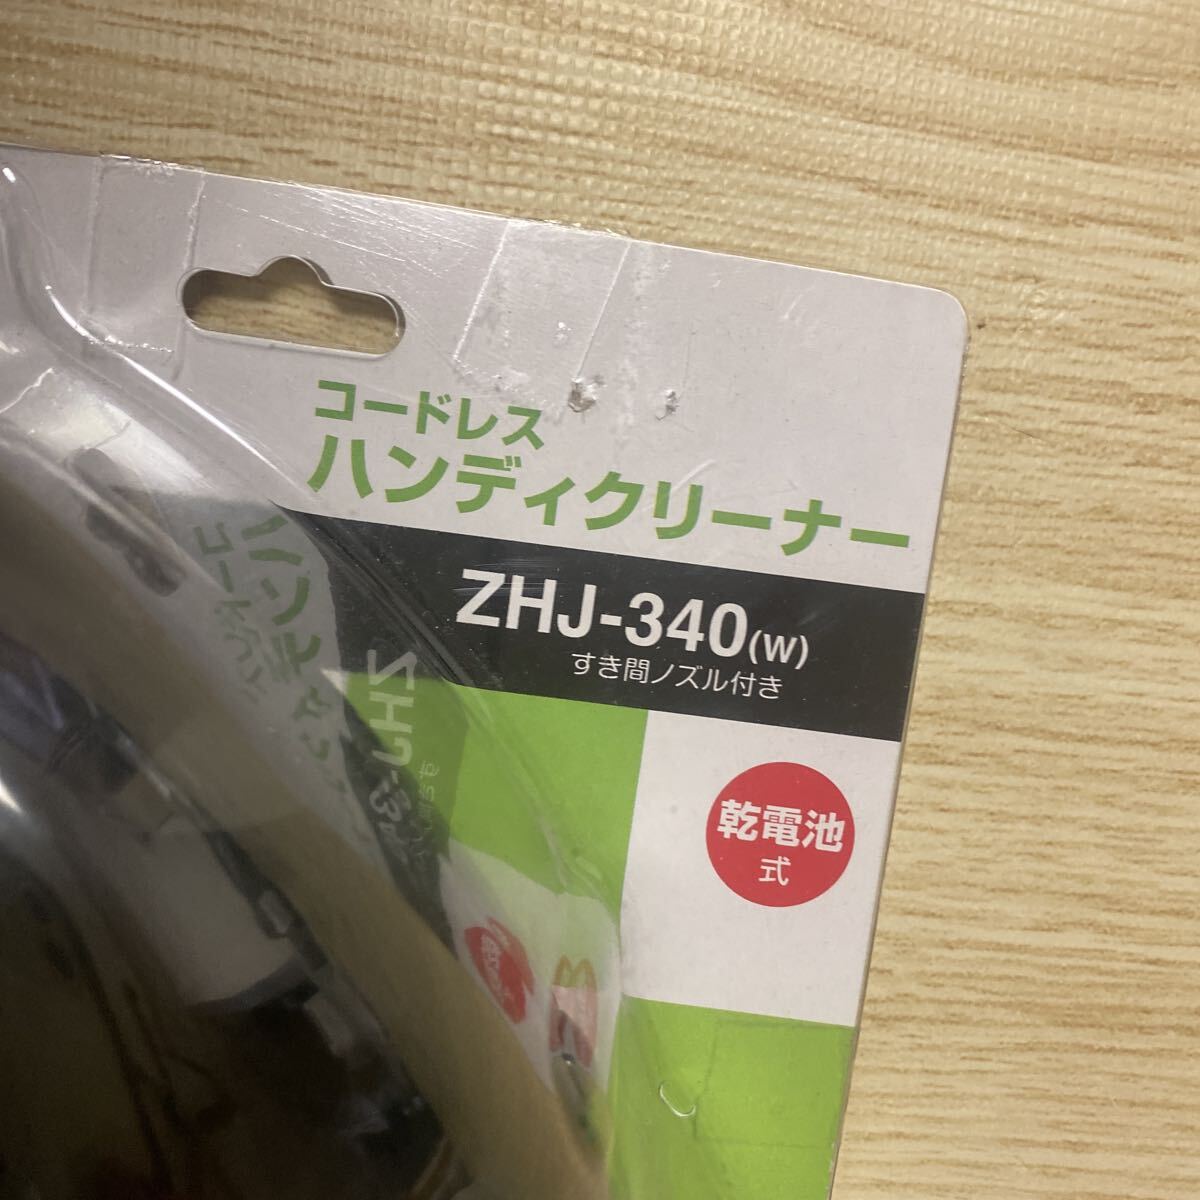 コードレス
ハンディクリーナー
ZHJ-340(W)
すき間ノズル付き
乾電池
式